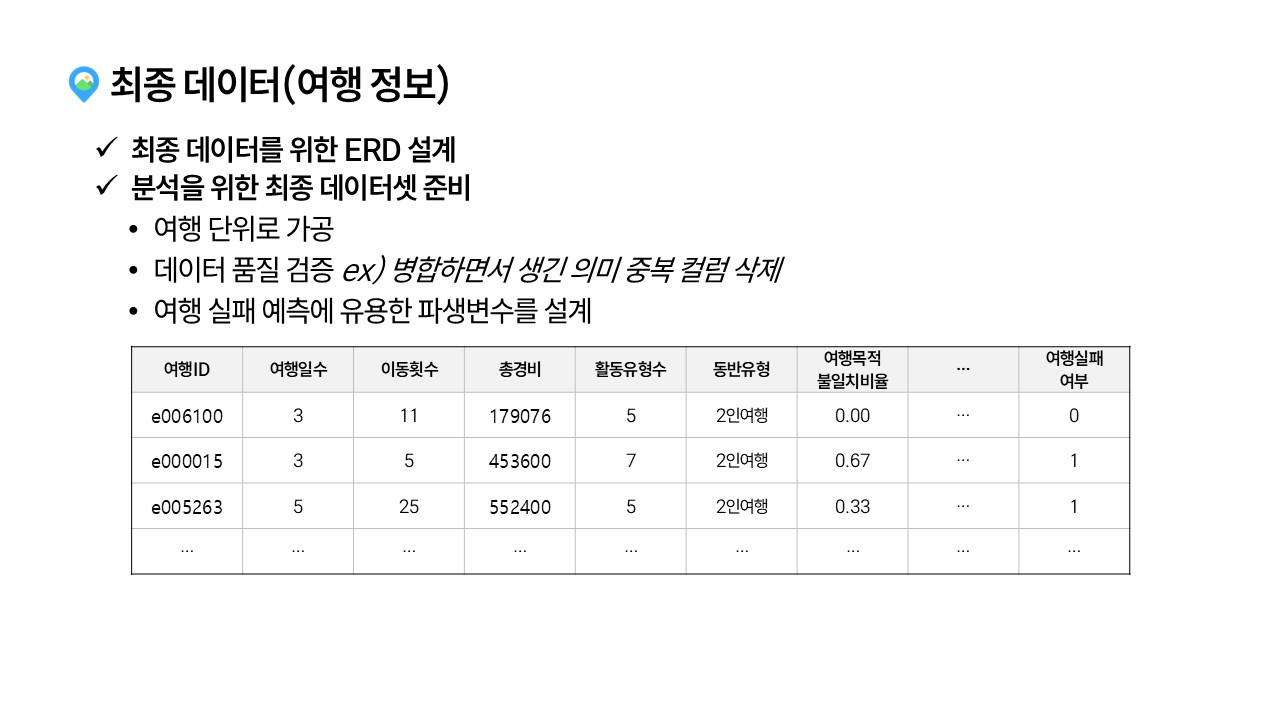 최종 데이터(여행 정보)
✓ 최종 데이터를 위한 ERD 설계
✓ 분석을 위한 최종 데이터셋 준비
• 여행 단위로 가공
• 데이터 품질 검증 ex) 병합하면서 생긴 의미 중복 컬럼 삭제
• 여행 실패 예측에 유용한 파생변수를 설계
여행ID 여행일수 이동횟수 총경비 활동유형수 동반유형 여행목적 불일치비율 ... 여행실패 여부
e006100 3 11 179076 5 2인여행 0.00 ... 0
e000015 3 5 453600 7 2인여행 0.67 ... 1
e005263 5 25 552400 5 2인여행 0.33 ... 1
... ... ... ... ... ... ... ... ...